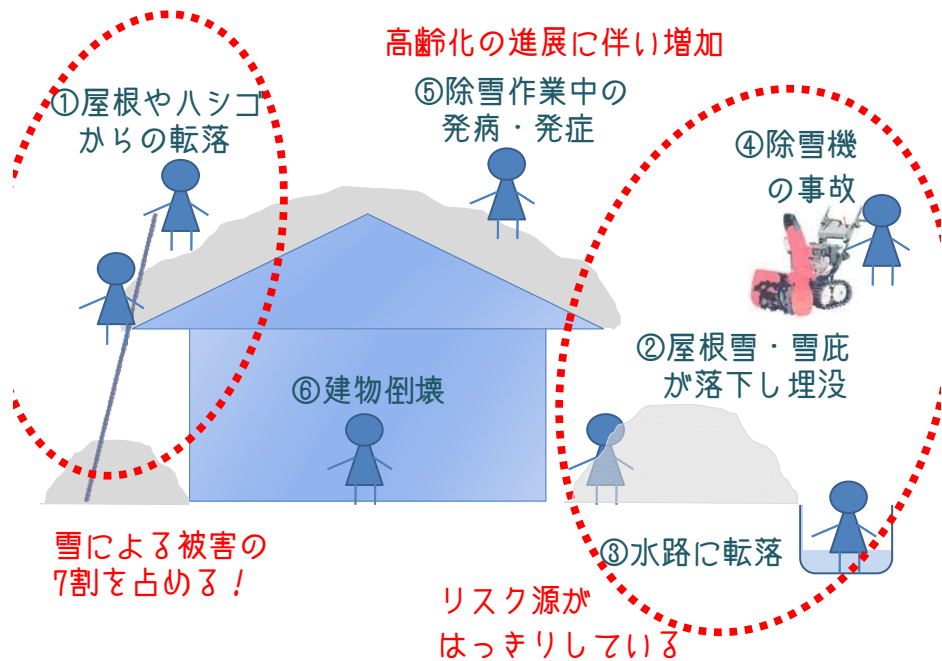 高齢化の進展に伴い増加
①屋根やハシゴ
からの転落
⑤除雪作業中の
発病・発症
④除雪機
の事故
②屋根雪・雪庇
が落下し埋没
⑥建物倒壊
③水路に転落
雪による被害の
7割を占める！
リスク源が
はっきりしている